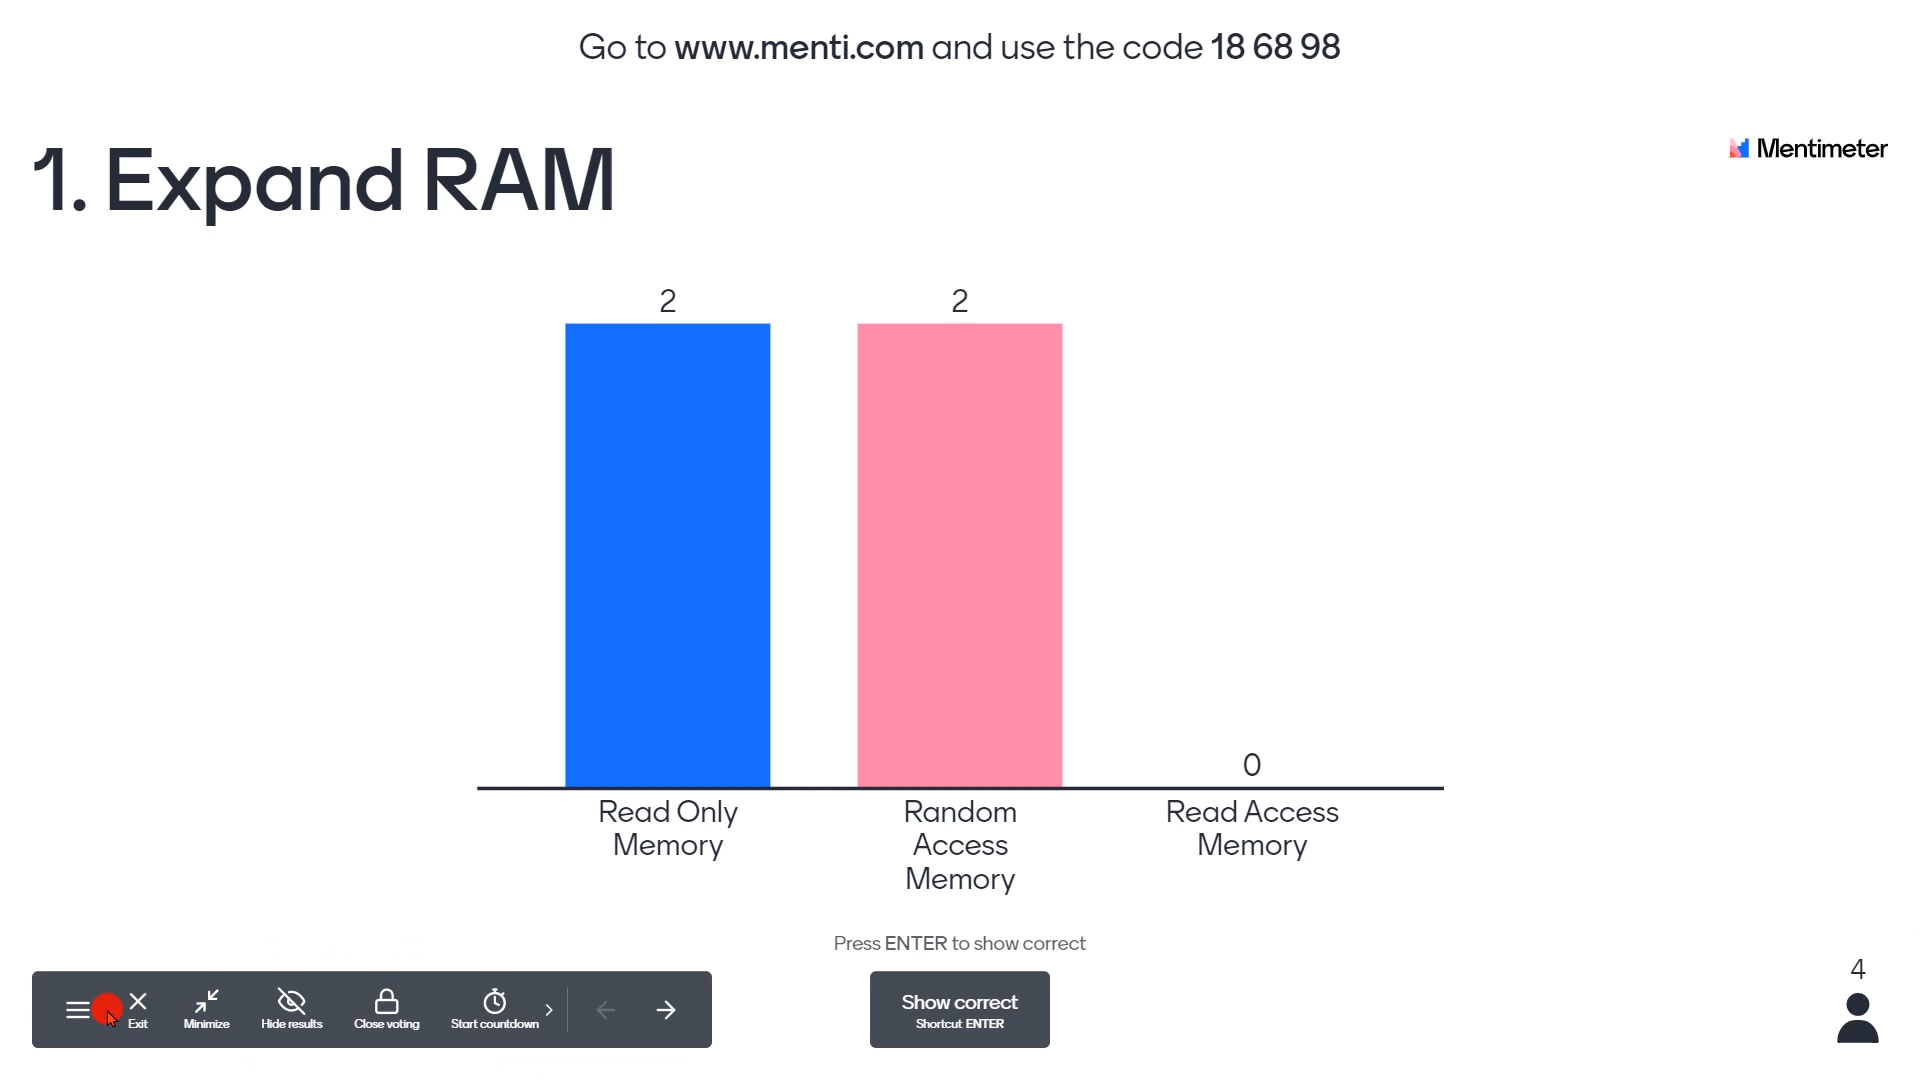 Go to www.menti.com and use the code 18 68 98
Mentimeter
1. Expand RAM
2
2
0
Read Only
Memory
Random
Access
Memory
Read Access
Memory
Press ENTER to show correct
Exit
Minimize
Hide results
Close voting
Start countdown
Show correct
Shortcut ENTER
4